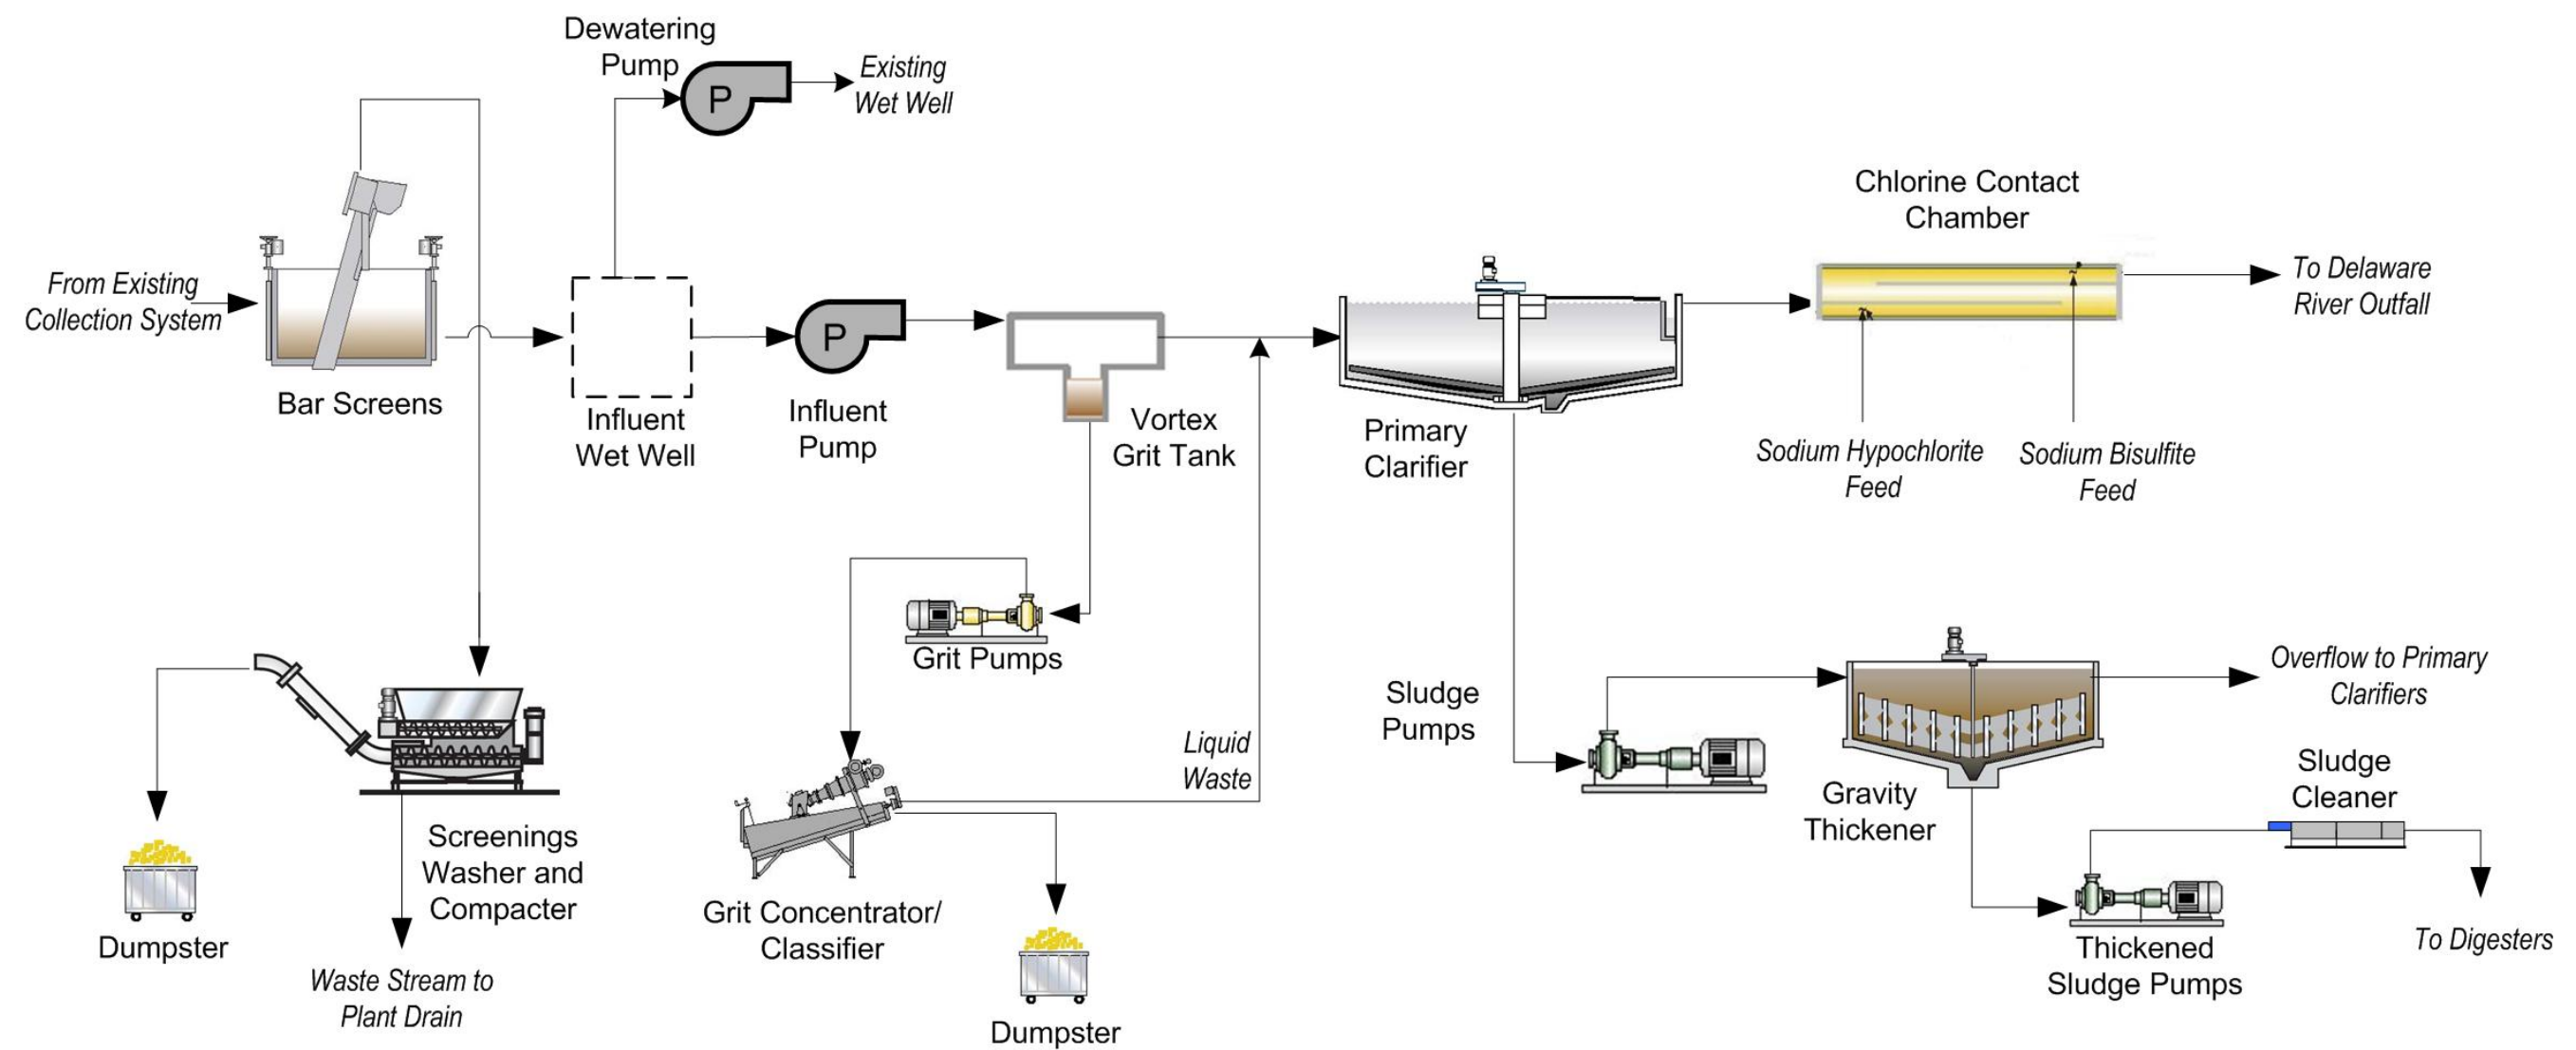 Dewatering
Pump
P
Existing
Wet Well
Chlorine Contact
Chamber
From Existing
Collection System
To Delaware
River Outfall
P
Bar Screens
Influent
Wet Well
Influent
Pump
Vortex
Grit Tank
Primary
Clarifier
Sodium Hypochlorite
Feed
Sodium Bisulfite
Feed
Grit Pumps
Sludge
Pumps
Overflow to Primary
Clarifiers
Liquid
Waste
Gravity
Thickener
Sludge
Cleaner
Screenings
Washer and
Compacter
Dumpster
Grit Concentrator/
Classifier
Waste Stream to
Plant Drain
Dumpster
Thickened
Sludge Pumps
To Digesters